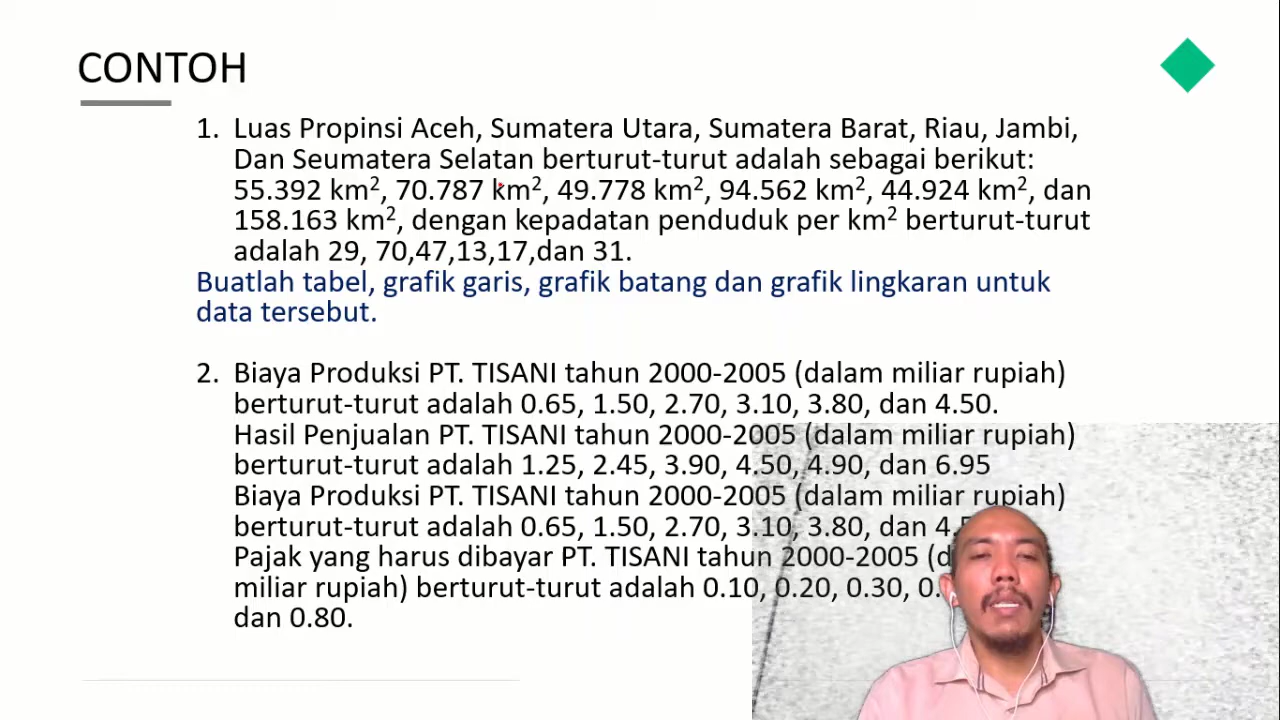 CONTOH
1. Luas Propinsi Aceh, Sumatera Utara, Sumatera Barat, Riau, Jambi,
Dan Seumatera Selatan berturut-turut adalah sebagai berikut:
55.392 km², 70.787 km², 49.778 km², 94.562 km², 44.924 km², dan
158.163 km², dengan kepadatan penduduk per km² berturut-turut
adalah 29, 70,47,13,17,dan 31.
Buatlah tabel, grafik garis, grafik batang dan grafik lingkaran untuk
data tersebut.
2. Biaya Produksi PT. TISANI tahun 2000-2005 (dalam miliar rupiah)
berturut-turut adalah 0.65, 1.50, 2.70, 3.10, 3.80, dan 4.50.
Hasil Penjualan PT. TISANI tahun 2000-2005 (dalam miliar rupiah)
berturut-turut adalah 1.25, 2.45, 3.90, 4.50, 4.90, dan 6.95
Biaya Produksi PT. TISANI tahun 2000-2005 (dalam miliar rupiah)
berturut-turut adalah 0.65, 1.50, 2.70, 3.10, 3.80, dan
Pajak yang harus dibayar PT. TISANI tahun 2000-2005
miliar rupiah) berturut-turut adalah 0.10, 0.20, 0.30,
dan 0.80.